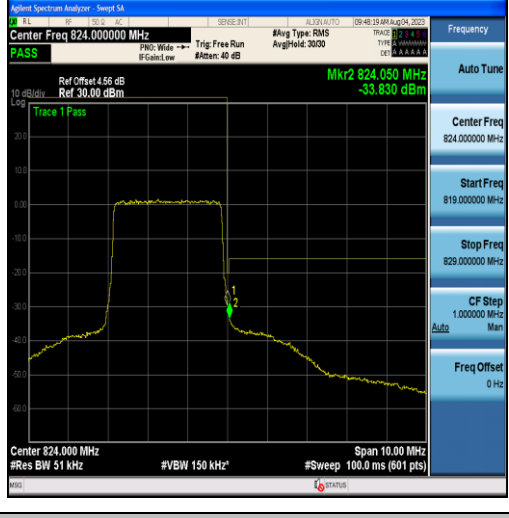 Agilent Spectrum Analyzer - Swept SA
RL RF 50 Ω AC SENSE:INT ALIGN AUTO 09:48:19 AM Aug 04, 2023
Center Freq 824.000000 MHz #Avg Type: RMS TRACE 1 2 3 4 5 6 Frequency
PASS PNO: Wide Trig: Free Run Avg|Hold: 30/30 TYPE A WWWWW
IFGain:Low #Atten: 40 dB DET A A A A A A
Auto Tune
Mkr2 824.050 MHz
Ref Offset 4.56 dB
10 dB/div Ref 30.00 dBm -33.830 dBm
Log
Trace 1 Pass
20.0
10.0
0.00
-10.0
-20.0
-30.0
-40.0
-50.0
-60.0
1
2
Center Freq
824.000000 MHz
Start Freq
819.000000 MHz
Stop Freq
829.000000 MHz
CF Step
1.000000 MHz
Auto Man
Freq Offset
0 Hz
Center 824.000 MHz Span 10.00 MHz
#Res BW 51 kHz #VBW 150 kHz* #Sweep 100.0 ms (601 pts)
MSG STATUS